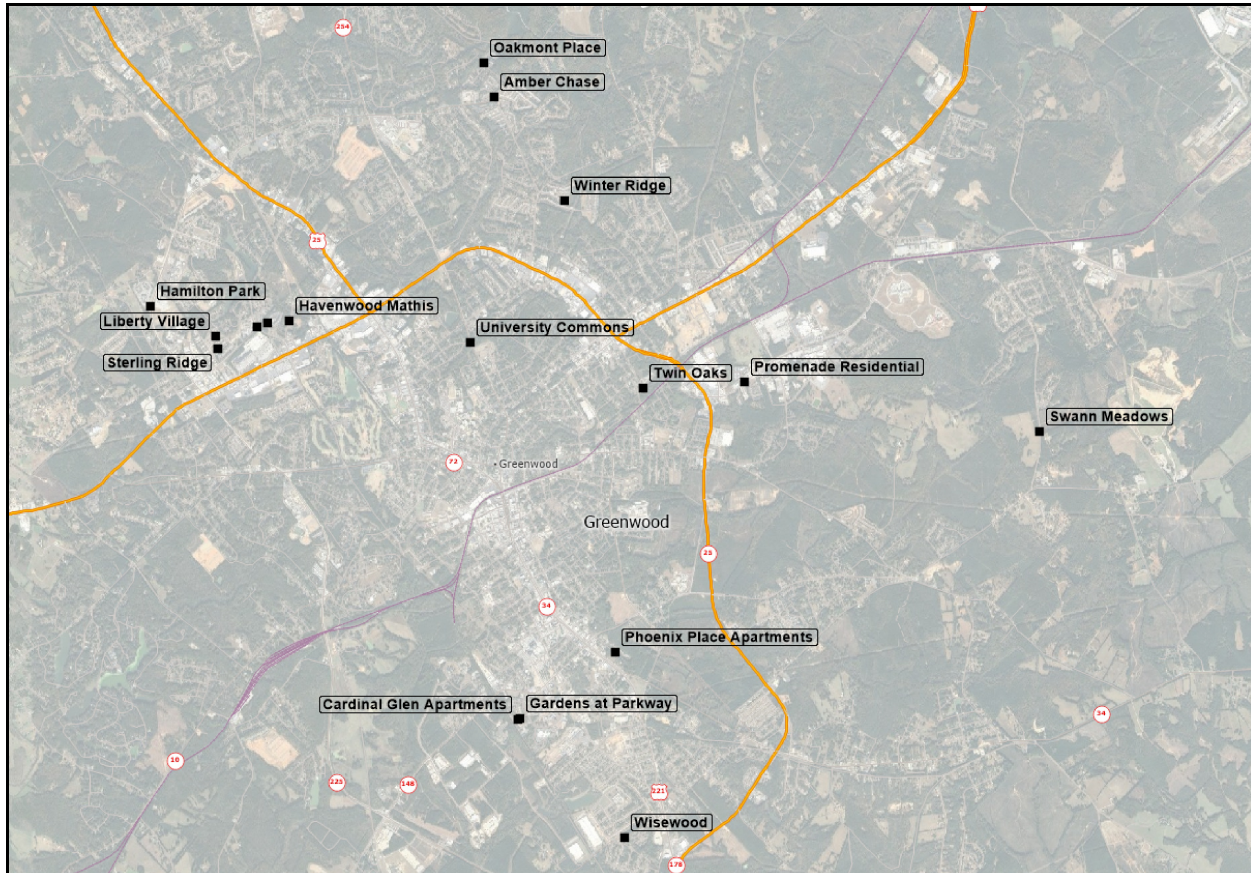 254
Oakmont Place
Amber Chase
Winter Ridge
25
Hamilton Park
Havenwood Mathis
Liberty Village
University Commons
Sterling Ridge
Twin Oaks
Promenade Residential
Swann Meadows
72
Greenwood
Greenwood
25
34
Phoenix Place Apartments
Cardinal Glen Apartments
Gardens at Parkway
34
10
225
148
221
Wisewood
176